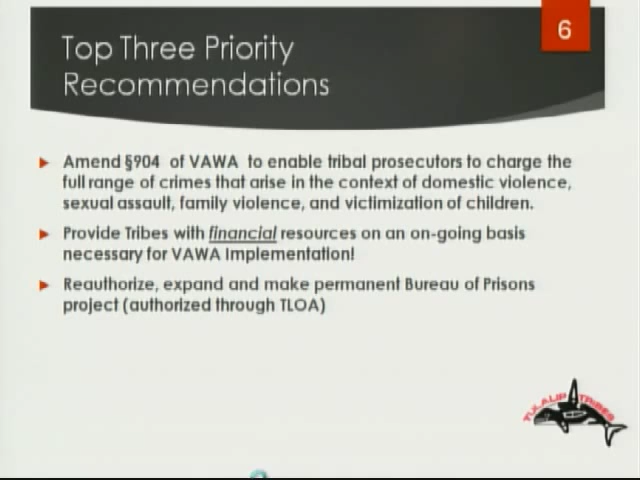 6
Top Three Priority
Recommendations
Amend §904 of VAWA to enable tribal prosecutors to charge the
full range of crimes that arise in the context of domestic violence,
sexual assault, family violence, and victimization of children.
Provide Tribes with financial resources on an on-going basis
necessary for VAWA implementation!
Reauthorize, expand and make permanent Bureau of Prisons
project (authorized through TLOA)
TULALIP TRIBES